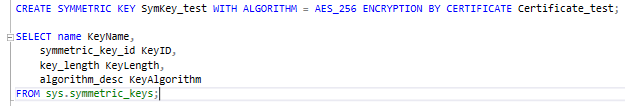 CREATE SYMMETRIC KEY SymKey_test WITH ALGORITHM = AES_256 ENCRYPTION BY CERTIFICATE Certificate_test;
SELECT name KeyName,
symmetric_key_id KeyID,
key_length KeyLength,
algorithm_desc KeyAlgorithm
FROM sys.symmetric_keys;